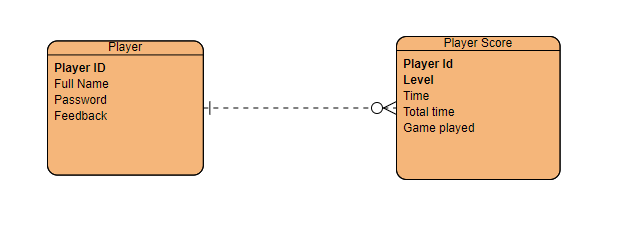 Player
Player ID
Full Name
Password
Feedback
Player Score
Player Id
Level
Time
Total time
Game played